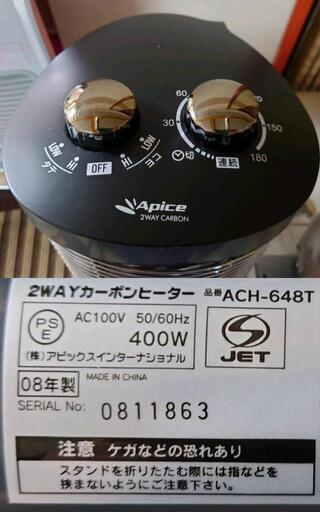 60
30
150
180
切
連続
LOW
HI
タテ
OFF
HI
LOW
ヨコ
Apice
2WAY CARBON
2WAYカーボンヒーター 品番 ACH-648T
PSE
AC100V 50/60Hz
400W
(株)アピックスインターナショナル
S
JET
08年製 MADE IN CHINA
SERIAL No: 0811863
注意 ケガなどの恐れあり
スタンドを折りたたむ際には指などを
挟まないようにご注意下さい。